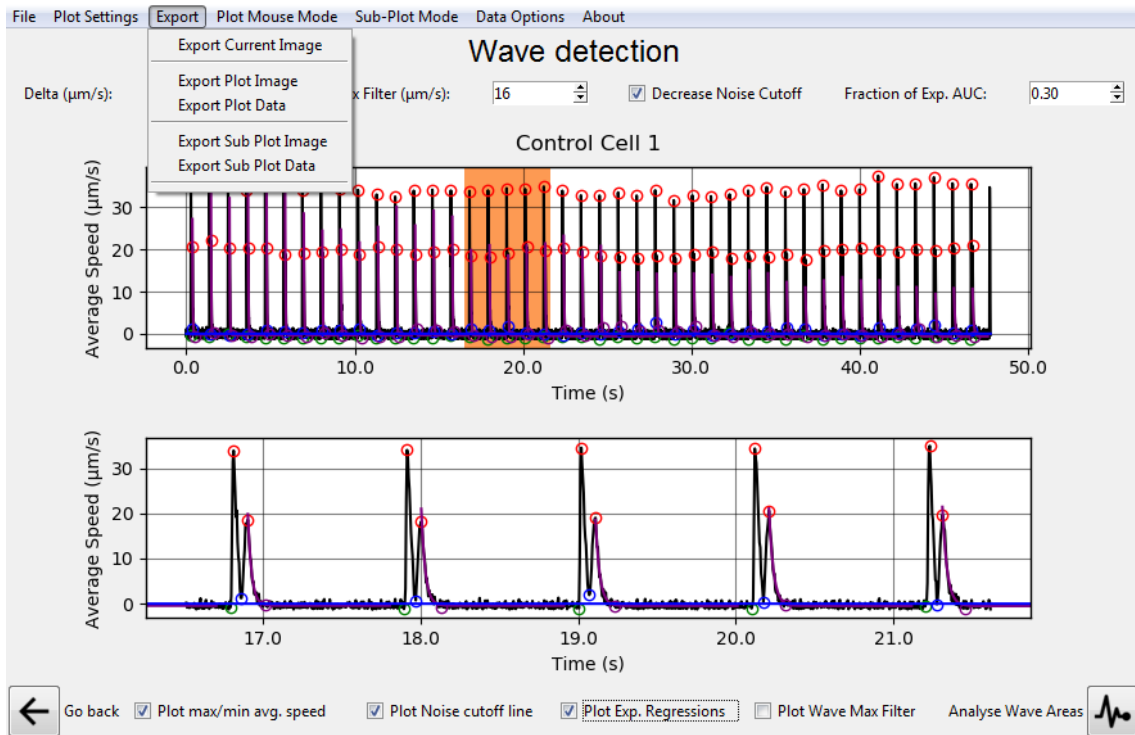 File Plot Settings Export Plot Mouse Mode Sub-Plot Mode Data Options About
Export Current Image
Export Plot Image
Export Plot Data
Export Sub Plot Image
Export Sub Plot Data
Wave detection
Delta (µm/s): x Filter (µm/s): 16 Decrease Noise Cutoff Fraction of Exp. AUC: 0.30
Control Cell 1
Average Speed (µm/s)
30
20
10
0
0.0 10.0 20.0 30.0 40.0 50.0
Time (s)
Average Speed (µm/s)
30
20
10
0
17.0 18.0 19.0 20.0 21.0
Time (s)
Go back Plot max/min avg. speed Plot Noise cutoff line Plot Exp. Regressions Plot Wave Max Filter Analyse Wave Areas